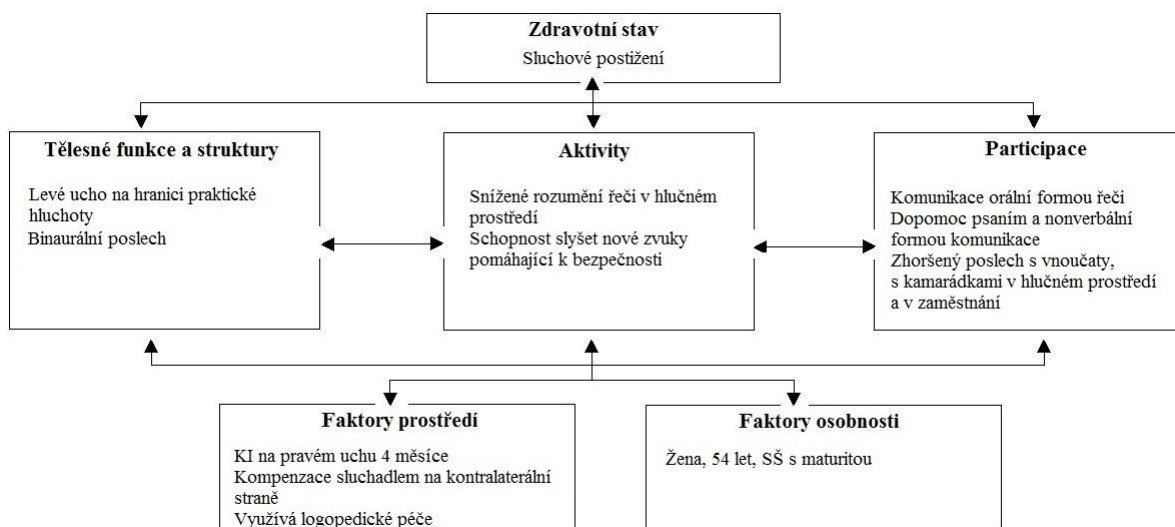 Zdravotní stav
Sluchové postižení
Tělesné funkce a struktury
Levé ucho na hranici praktické
hluchoty
Binaurální poslech
Aktivity
Snížené rozumění řeči v hlučném
prostředí
Schopnost slyšet nové zvuky
pomáhající k bezpečnosti
Participace
Komunikace orální formou řeči
Dopomoc psaním a nonverbální
formou komunikace
Zhoršený poslech s vnoučaty,
s kamarádkami v hlučném prostředí
a v zaměstnání
Faktory prostředí
KI na pravém uchu 4 měsíce
Kompenzace sluchadlem na kontralaterální
straně
Využívá logopedické péče
Faktory osobnosti
Žena, 54 let, SŠ s maturitou